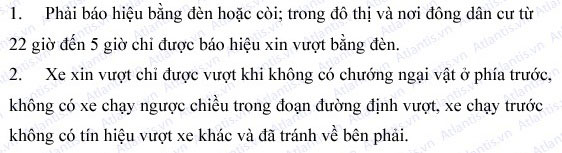 1. Phải báo hiệu bằng đèn hoặc còi; trong đô thị và nơi đông dân cư từ
22 giờ đến 5 giờ chỉ được báo hiệu xin vượt bằng đèn.
2. Xe xin vượt chỉ được vượt khi không có chướng ngại vật ở phía trước,
không có xe chạy ngược chiều trong đoạn đường định vượt, xe chạy trước
không có tín hiệu vượt xe khác và đã tránh về bên phải.